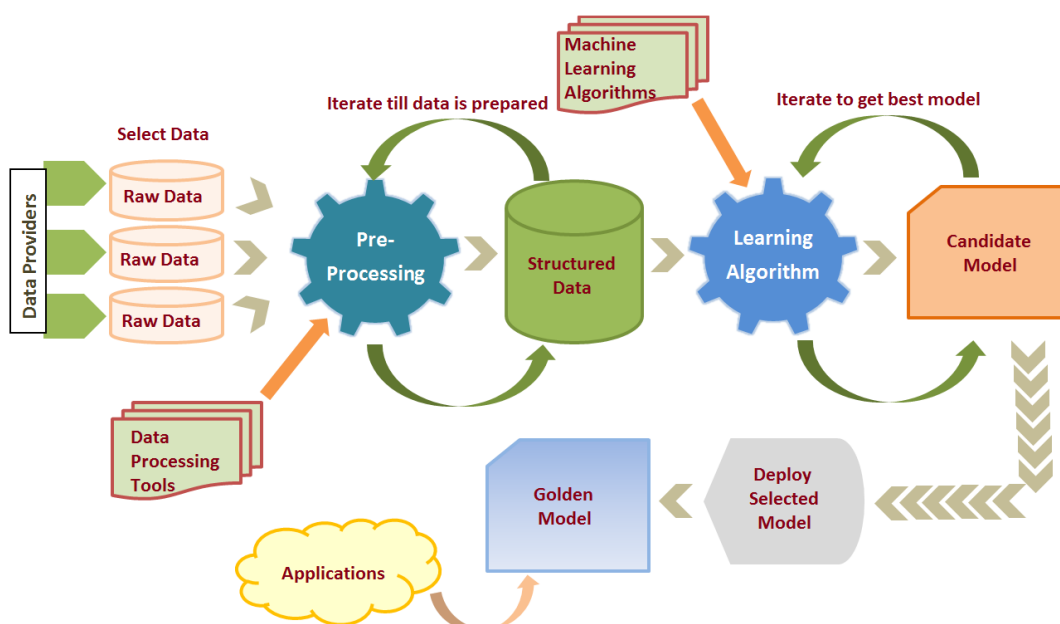 Machine
Learning
Algorithms
Iterate till data is prepared
Iterate to get best model
Select Data
Data Providers
Raw Data
Raw Data
Raw Data
Pre-
Processing
Structured
Data
Learning
Algorithm
Candidate
Model
Data
Processing
Tools
Golden
Model
Deploy
Selected
Model
Applications